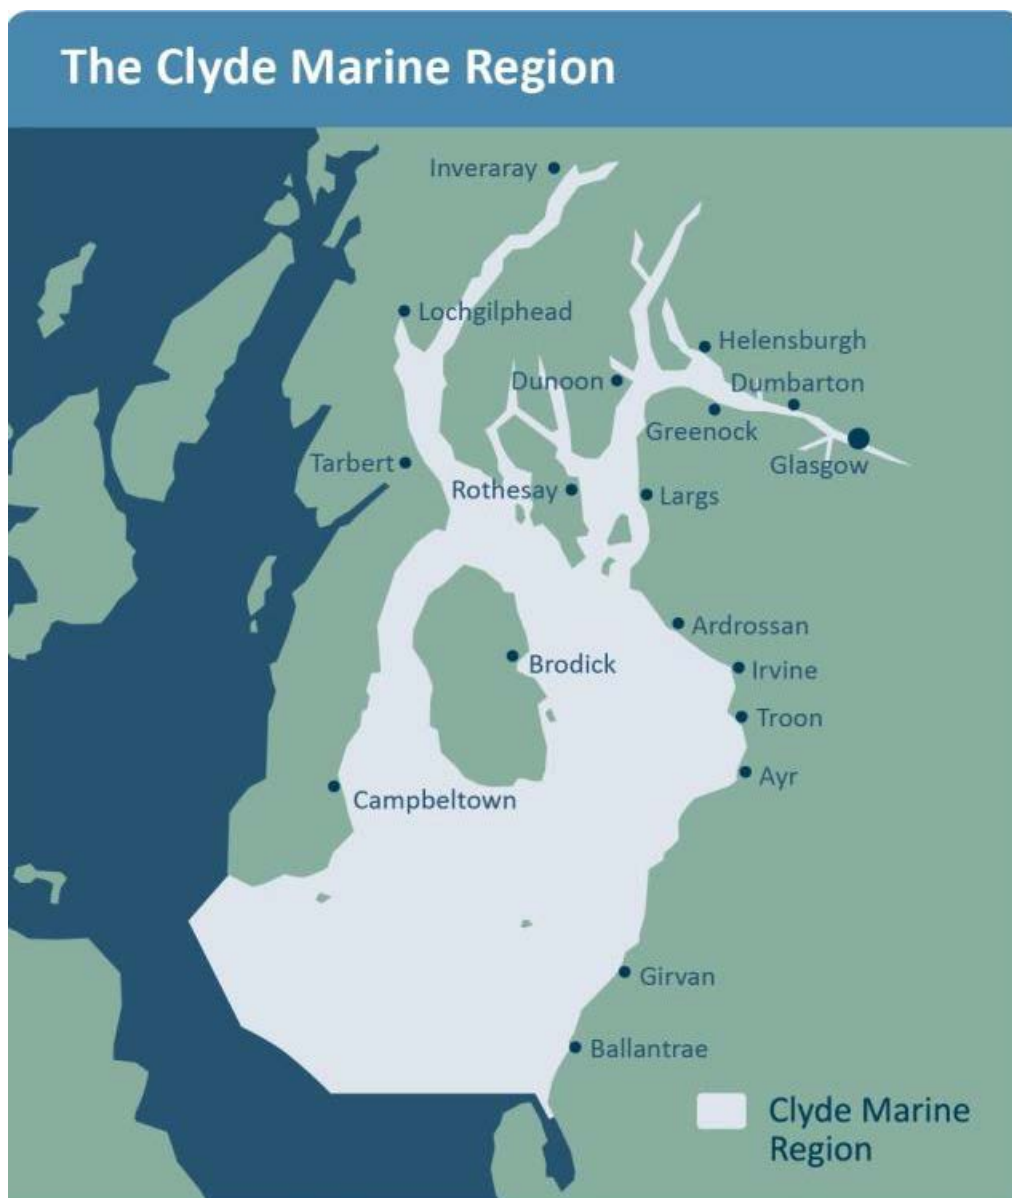 The Clyde Marine Region
Inveraray
Lochgilphead
Helensburgh
Dunoon
Dumbarton
Greenock
Glasgow
Tarbert
Rothesay
Largs
Ardrossan
Brodick
Irvine
Troon
Ayr
Campbeltown
Girvan
Ballantrae
Clyde Marine
Region